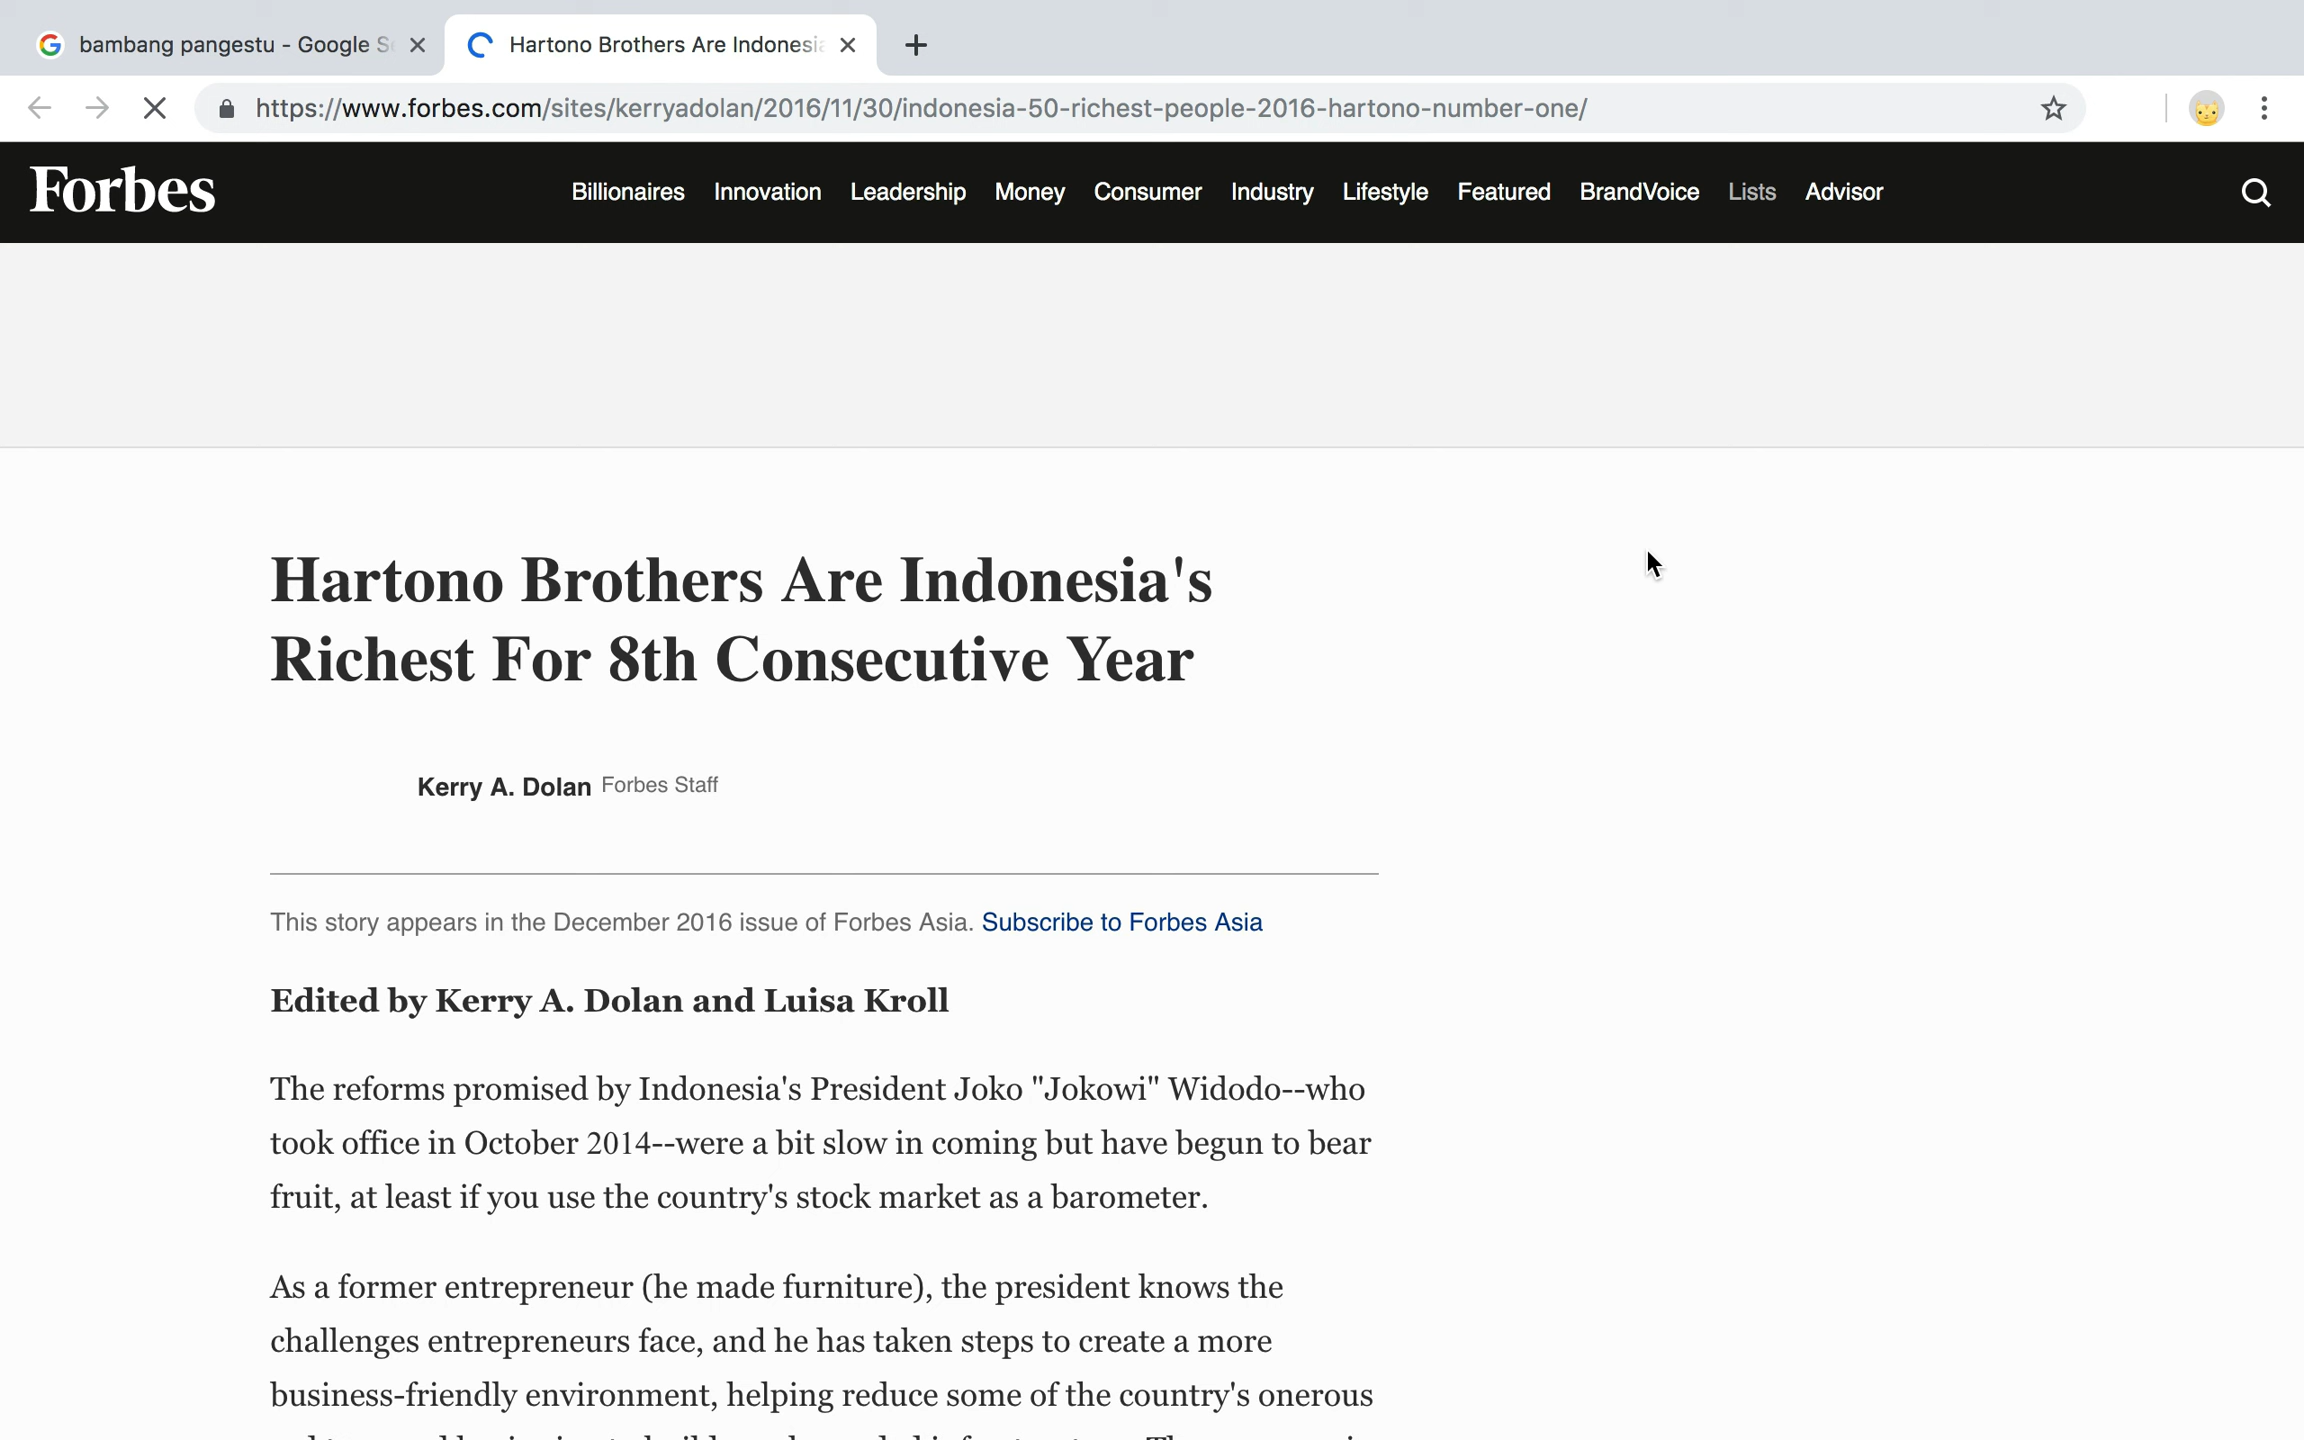 bambang pangestu - Google S
Hartono Brothers Are Indonesia
https://www.forbes.com/sites/kerryadolan/2016/11/30/indonesia-50-richest-people-2016-hartono-number-one/
Forbes
Billionaires Innovation Leadership Money Consumer Industry Lifestyle Featured BrandVoice Lists Advisor
Hartono Brothers Are Indonesia's
Richest For 8th Consecutive Year
Kerry A. Dolan Forbes Staff
This story appears in the December 2016 issue of Forbes Asia. Subscribe to Forbes Asia
Edited by Kerry A. Dolan and Luisa Kroll
The reforms promised by Indonesia's President Joko "Jokowi" Widodo--who
took office in October 2014--were a bit slow in coming but have begun to bear
fruit, at least if you use the country's stock market as a barometer.
As a former entrepreneur (he made furniture), the president knows the
challenges entrepreneurs face, and he has taken steps to create a more
business-friendly environment, helping reduce some of the country's onerous